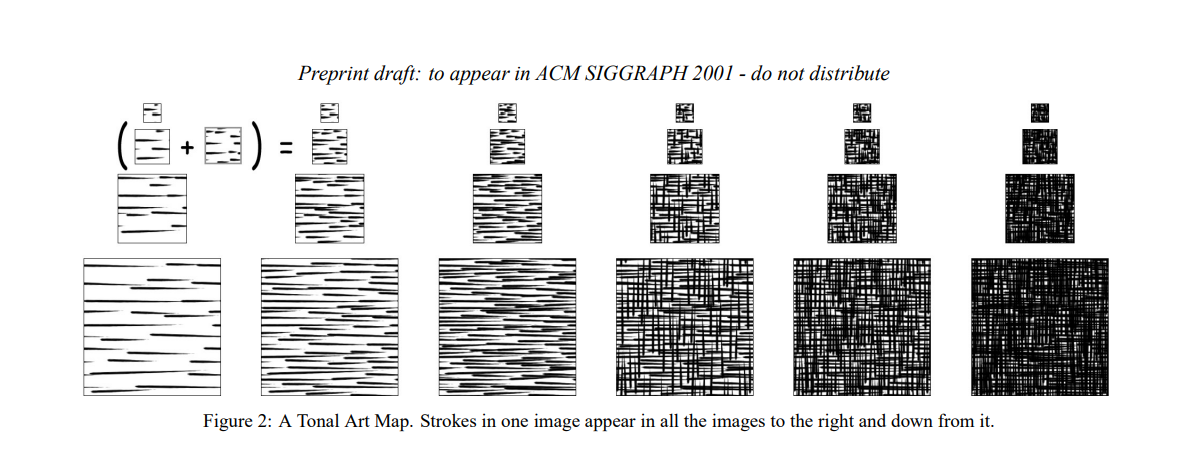 Preprint draft: to appear in ACM SIGGRAPH 2001 - do not distribute
( + ) =
Figure 2: A Tonal Art Map. Strokes in one image appear in all the images to the right and down from it.